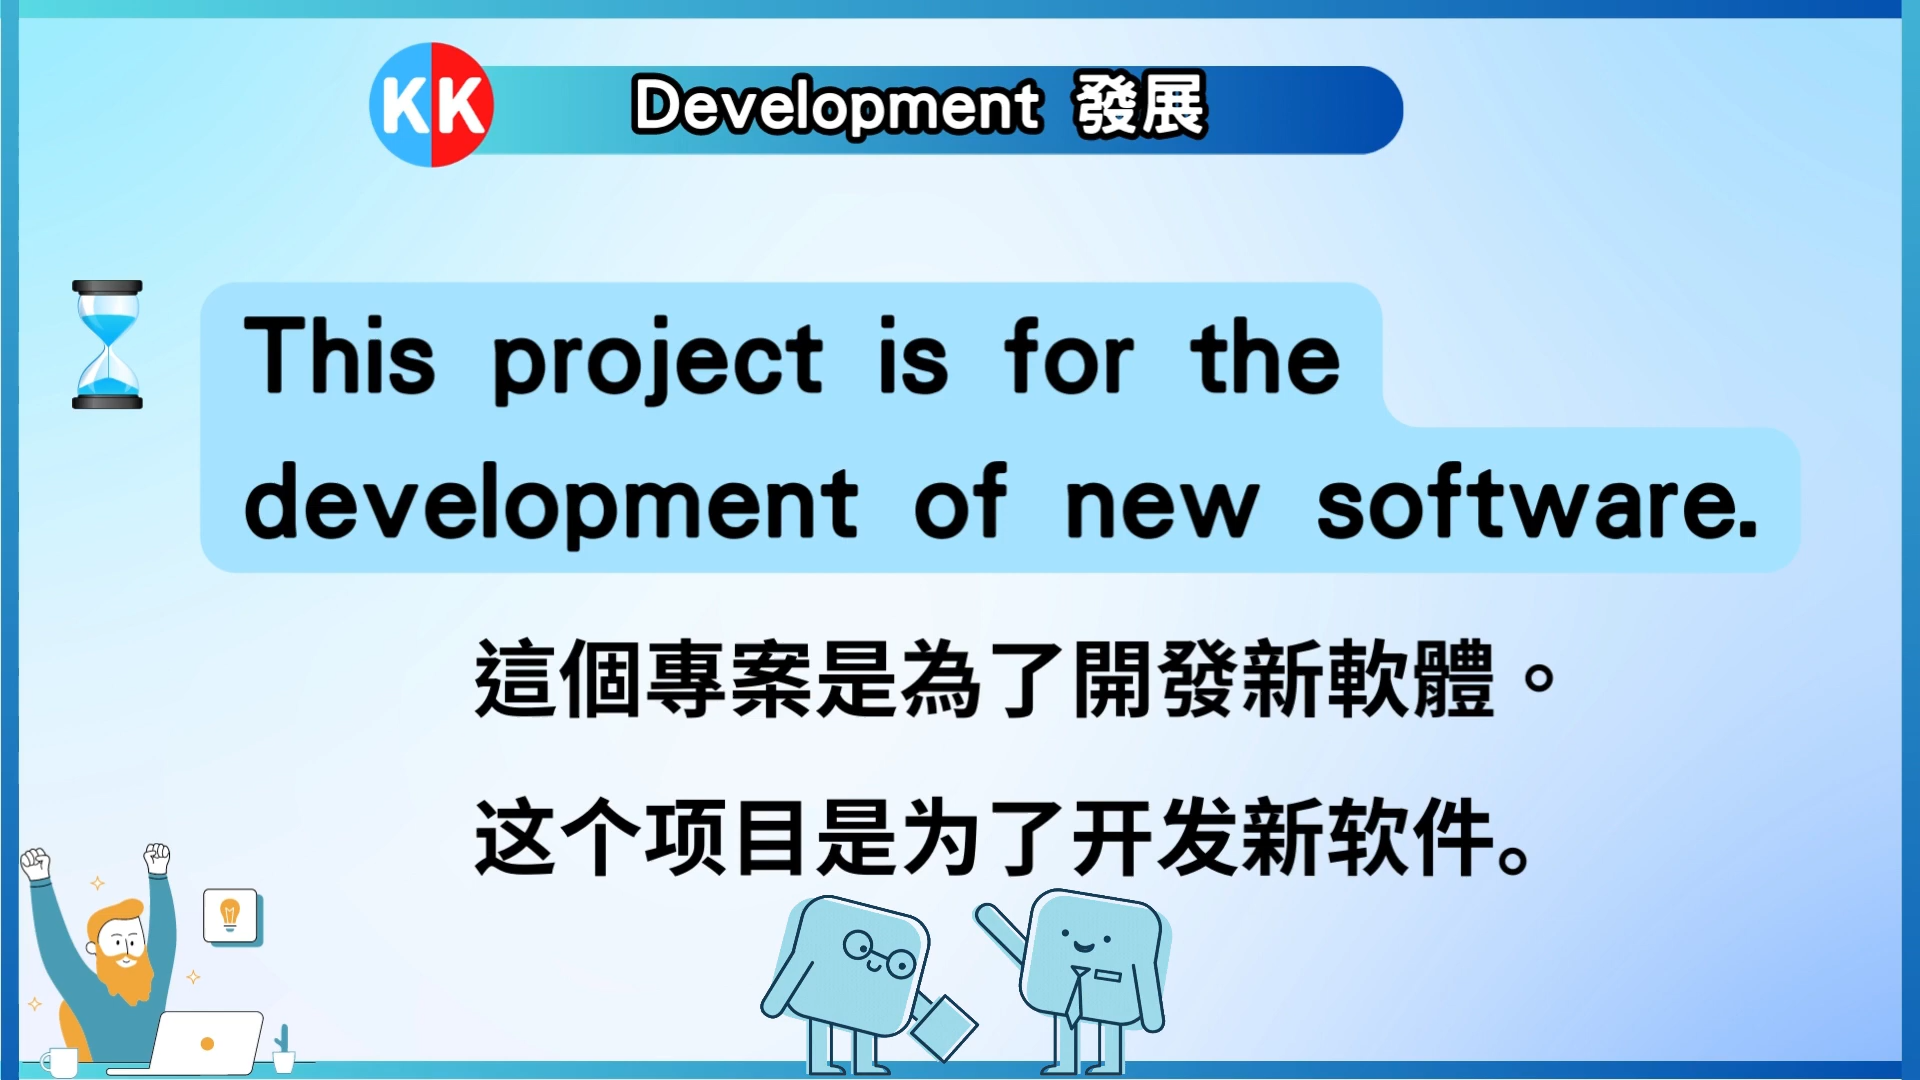 KK Development 發展
This project is for the
development of new software.
這個專案是為了開發新軟體。
这个项目是为了开发新软件。